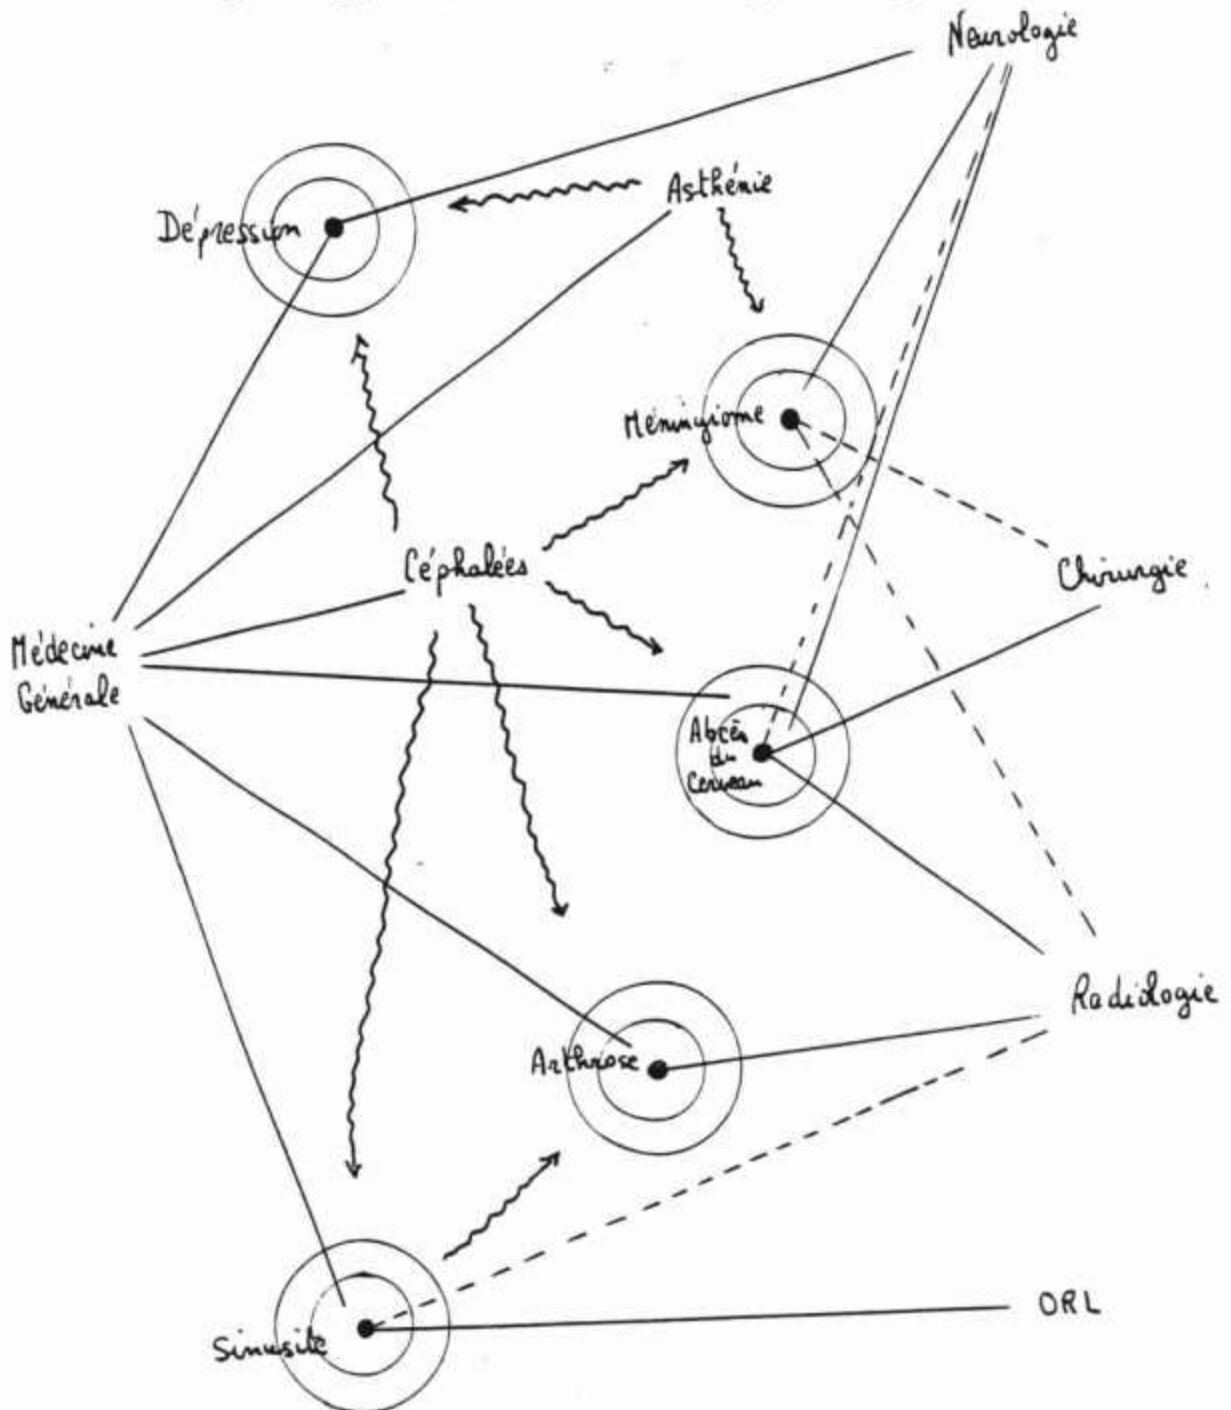 Neurologie
Asthénie
Dépression
Méningiome
Céphalées
Chirurgie
Médecine
Générale
Abcès
du
Cerveau
Radiologie
Arthrose
ORL
Sinusite